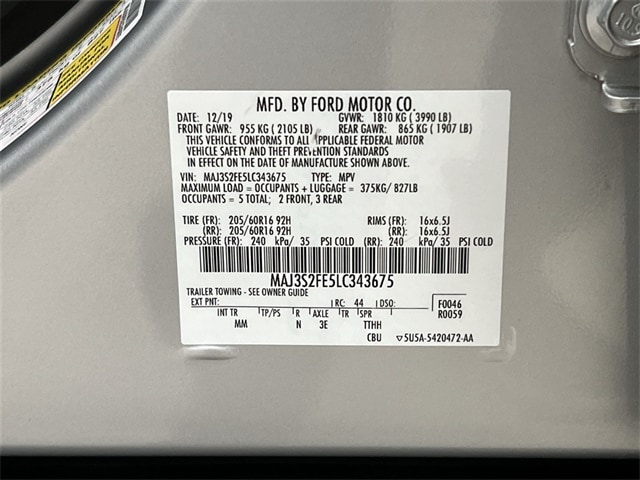 MFD. BY FORD MOTOR CO.
DATE: 12/19 GVWR: 1810 KG ( 3990 LB)
FRONT GAWR: 955 KG ( 2105 LB) REAR GAWR: 865 KG ( 1907 LB)
THIS VEHICLE CONFORMS TO ALL APPLICABLE FEDERAL MOTOR
VEHICLE SAFETY AND THEFT PREVENTION STANDARDS
IN EFFECT ON THE DATE OF MANUFACTURE SHOWN ABOVE.
VIN: MAJ3S2FE5LC343675 TYPE: MPV
MAXIMUM LOAD = OCCUPANTS + LUGGAGE = 375KG/ 827LB
OCCUPANTS = 5 TOTAL; 2 FRONT, 3 REAR
TIRE (FR): 205/60R16 92H RIMS (FR): 16x6.5J
(RR): 205/60R16 92H (RR): 16x6.5J
PRESSURE (FR): 240 kPa/ 35 PSI COLD (RR): 240 kPa/ 35 PSI COLD
MAJ3S2FE5LC343675
TRAILER TOWING - SEE OWNER GUIDE
EXT PNT: RC: 44 DSO: F0046
INT TR TP/PS R AXLE TR SPR R0059
MM N 3E TTHH
CBU 5U5A-5420472-AA